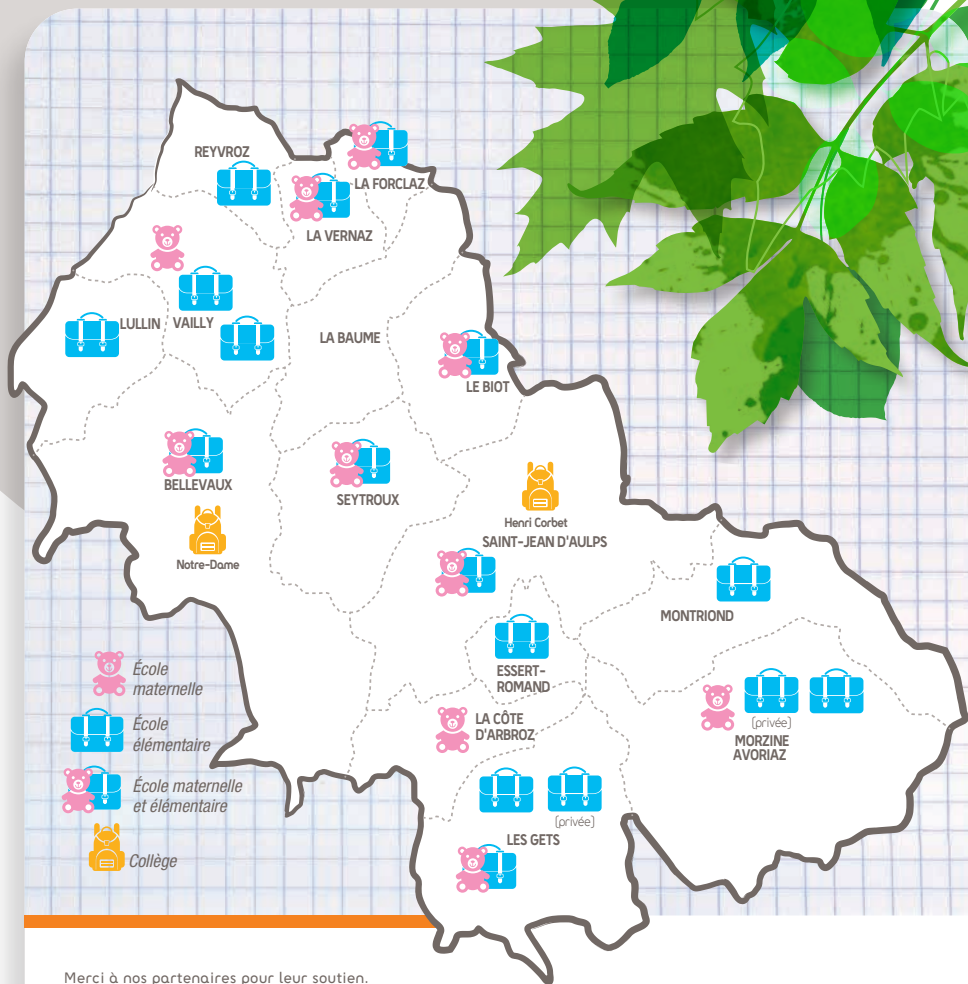 REYVROZ
LA FORCLAZ
LA VERNAZ
LULLIN
VAILLY
LA BAUME
LE BIOT
BELLEVAUX
SEYTROUX
Notre-Dame
Henri Corbet
SAINT-JEAN D'AULPS
MONTRIOND
ESSERT-
ROMAND
LA CÔTE
D'ARBROZ
(privée)
MORZINE
AVORIAZ
(privée)
LES GETS
École
maternelle
École
élémentaire
École maternelle
et élémentaire
Collège
Merci à nos partenaires pour leur soutien.